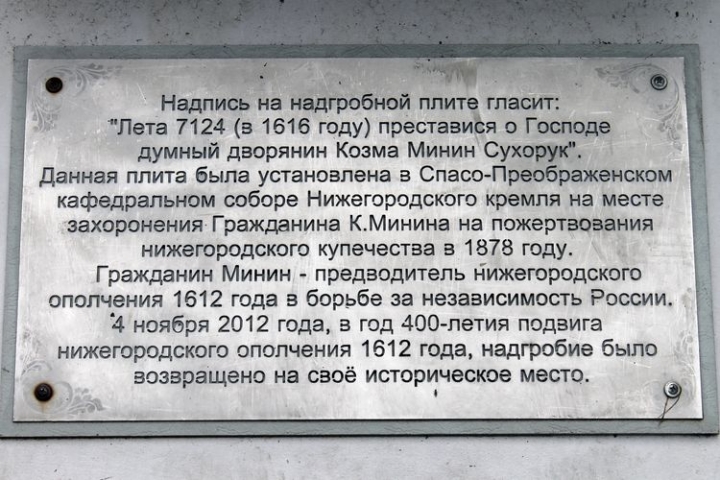 Надпись на надгробной плите гласит:
"Лета 7124 (в 1616 году) преставися о Господе
думный дворянин Козма Минин Сухорук".
Данная плита была установлена в Спасо-Преображенском
кафедральном соборе Нижегородского кремля на месте
захоронения Гражданина К.Минина на пожертвования
нижегородского купечества в 1878 году.
Гражданин Минин - предводитель нижегородского
ополчения 1612 года в борьбе за независимость России.
4 ноября 2012 года, в год 400-летия подвига
нижегородского ополчения 1612 года, надгробие было
возвращено на своё историческое место.